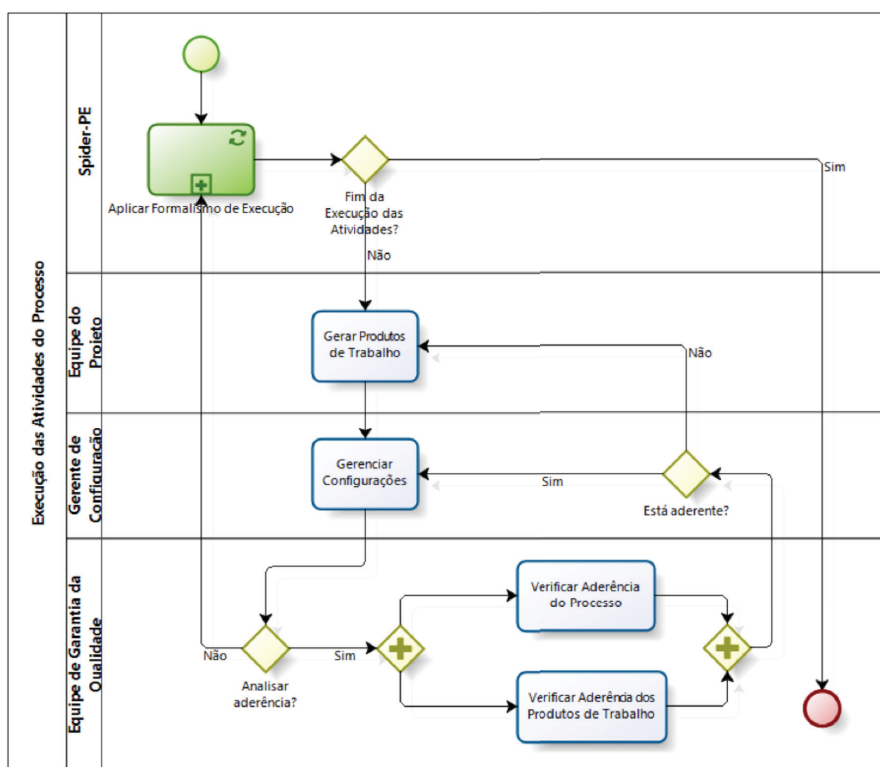 Execução das Atividades do Processo
Spider-PE
Aplicar Formalismo de Execução
Fim da
Execução das
Atividades?
Sim
Não
Equipe do
Projeto
Gerar Produtos
de Trabalho
Não
Gerente de
Configuração
Gerenciar
Configurações
Sim
Está aderente?
Equipe de Garantia da
Qualidade
Não
Analisar
aderência?
Sim
Verificar Aderência
do Processo
Verificar Aderência dos
Produtos de Trabalho